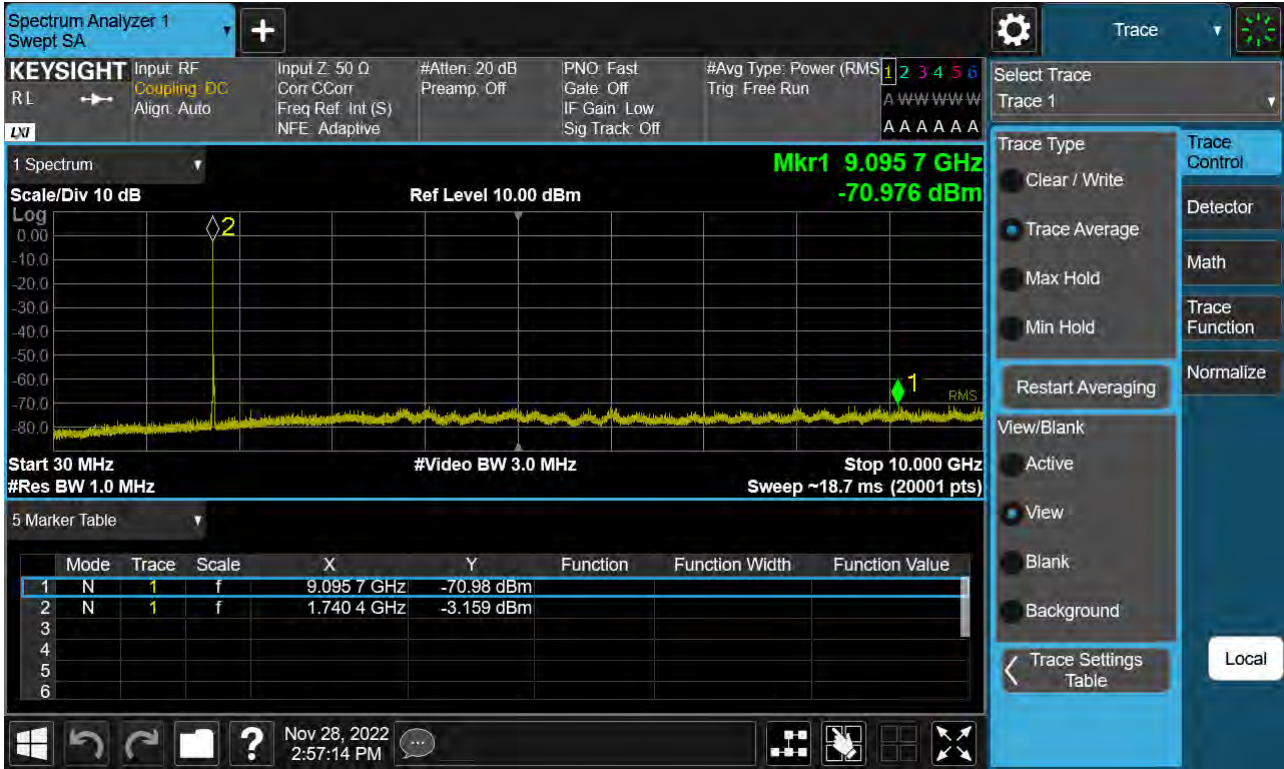 Spectrum Analyzer 1
Swept SA
+
Trace
KEYSIGHT
RL
LXI
Input: RF
Coupling: DC
Align: Auto
Input Z: 50 Ω
Corr CCorr
Freq Ref: Int (S)
NFE: Adaptive
#Atten: 20 dB
Preamp: Off
PNO: Fast
Gate: Off
IF Gain: Low
Sig Track: Off
#Avg Type: Power (RMS
Trig: Free Run
1 2 3 4 5 6
A W W W W W
A A A A A A
Select Trace
Trace 1
1 Spectrum
Mkr1 9.095 7 GHz
Scale/Div 10 dB
Ref Level 10.00 dBm
-70.976 dBm
Log
0.00
-10.0
-20.0
-30.0
-40.0
-50.0
-60.0
-70.0
-80.0
2
1
RMS
Start 30 MHz
#Video BW 3.0 MHz
Stop 10.000 GHz
#Res BW 1.0 MHz
Sweep ~18.7 ms (20001 pts)
5 Marker Table
Mode Trace Scale X Y Function Function Width Function Value
1 N 1 f 9.095 7 GHz -70.98 dBm
2 N 1 f 1.740 4 GHz -3.159 dBm
3
4
5
6
Trace Type
Clear / Write
Trace Average
Max Hold
Min Hold
Restart Averaging
View/Blank
Active
View
Blank
Background
Trace Settings
Table
Trace
Control
Detector
Math
Trace
Function
Normalize
Local
?
Nov 28, 2022
2:57:14 PM